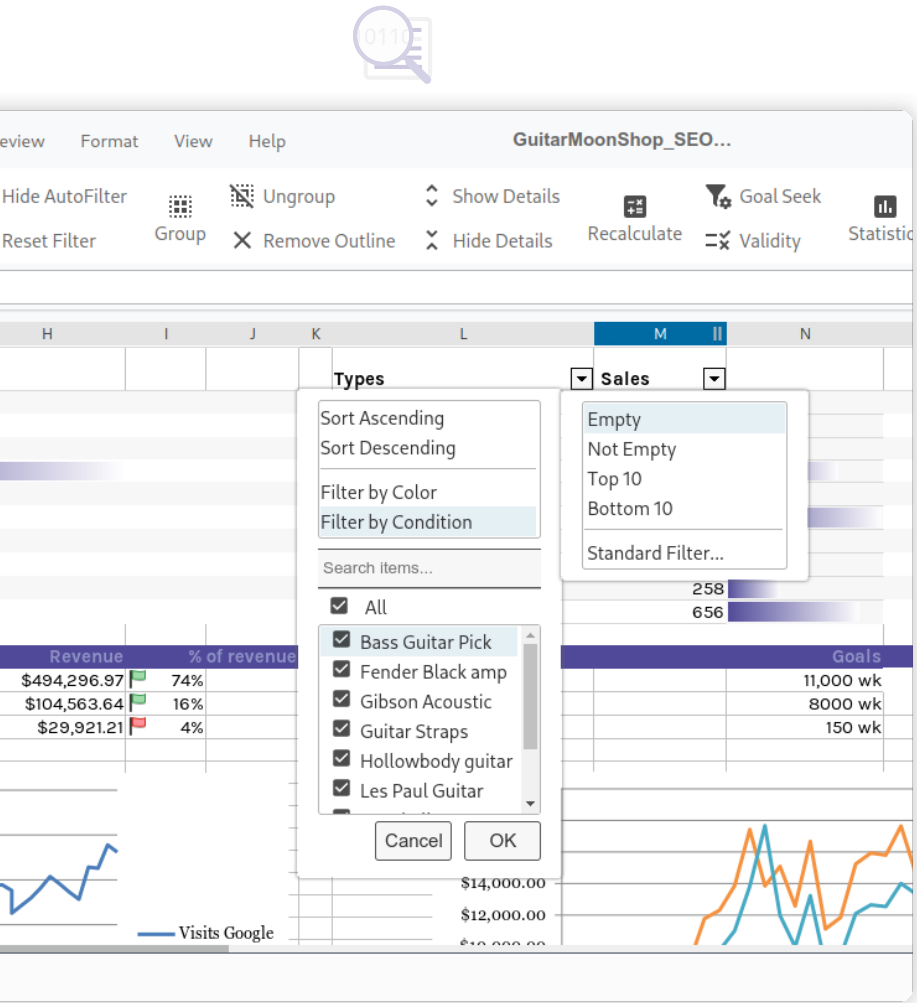 0110
eview Format View Help GuitarMoonShop_SEO...
Hide AutoFilter Ungroup Show Details Goal Seek
Group Recalculate Statistic
Reset Filter Remove Outline Hide Details Validity
H I J K L M N
Types Sales
Sort Ascending
Sort Descending
Filter by Color
Filter by Condition
Search items...
All
Bass Guitar Pick
Fender Black amp
Gibson Acoustic
Guitar Straps
Hollowbody guitar
Les Paul Guitar
Cancel OK
Empty
Not Empty
Top 10
Bottom 10
Standard Filter...
258
656
Revenue % of revenue Goals
$494,296.97 74% 11,000 wk
$104,563.64 16% 8000 wk
$29,921.21 4% 150 wk
$14,000.00
$12,000.00
Visits Google